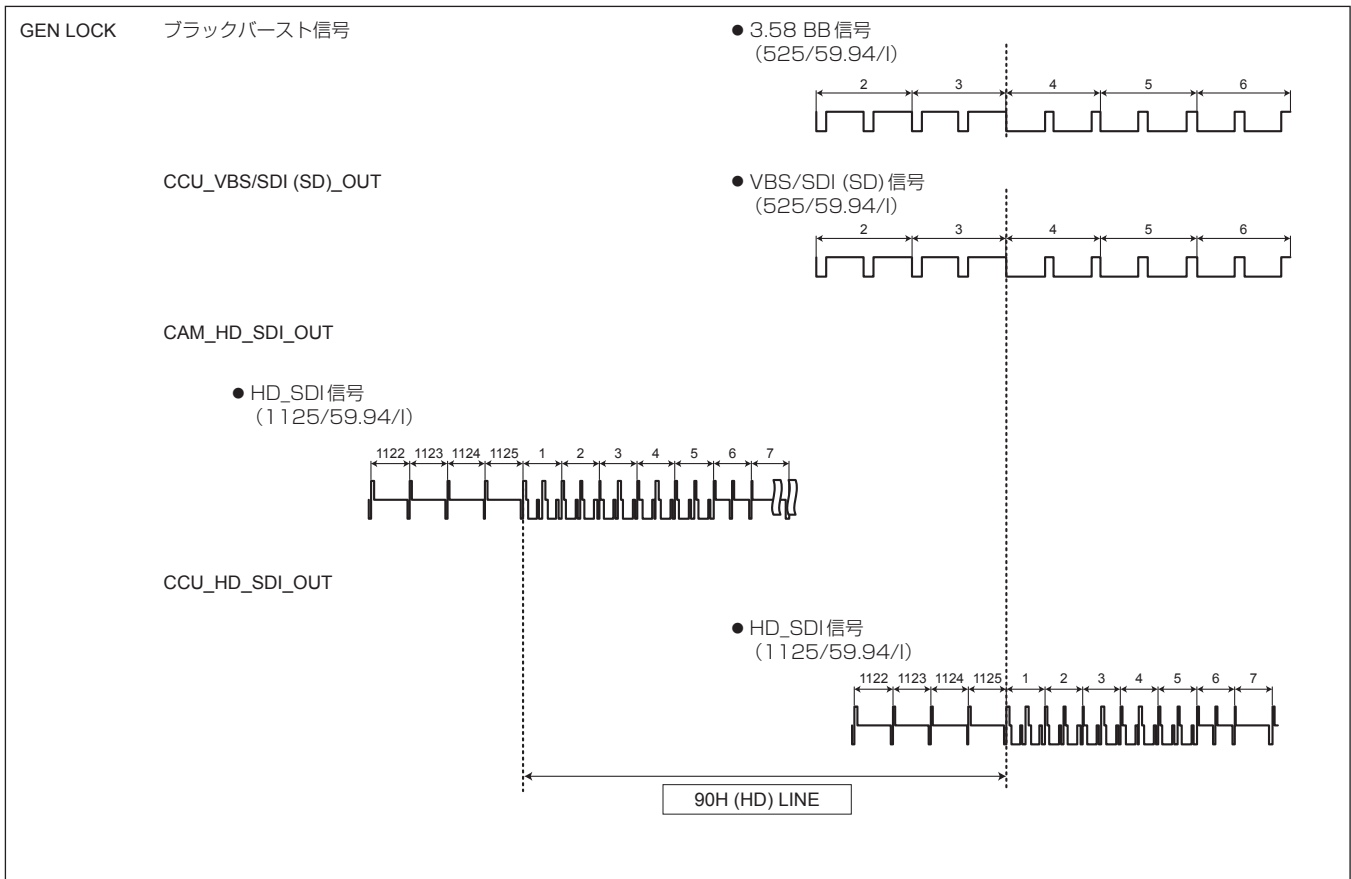 GEN LOCK ブラックバースト信号
● 3.58 BB信号
（525/59.94/I）
2 3 4 5 6
CCU_VBS/SDI (SD)_OUT
● VBS/SDI (SD)信号
（525/59.94/I）
2 3 4 5 6
CAM_HD_SDI_OUT
● HD_SDI信号
（1125/59.94/I）
1122 1123 1124 1125 1 2 3 4 5 6 7
CCU_HD_SDI_OUT
● HD_SDI信号
（1125/59.94/I）
1122 1123 1124 1125 1 2 3 4 5 6 7
90H (HD) LINE